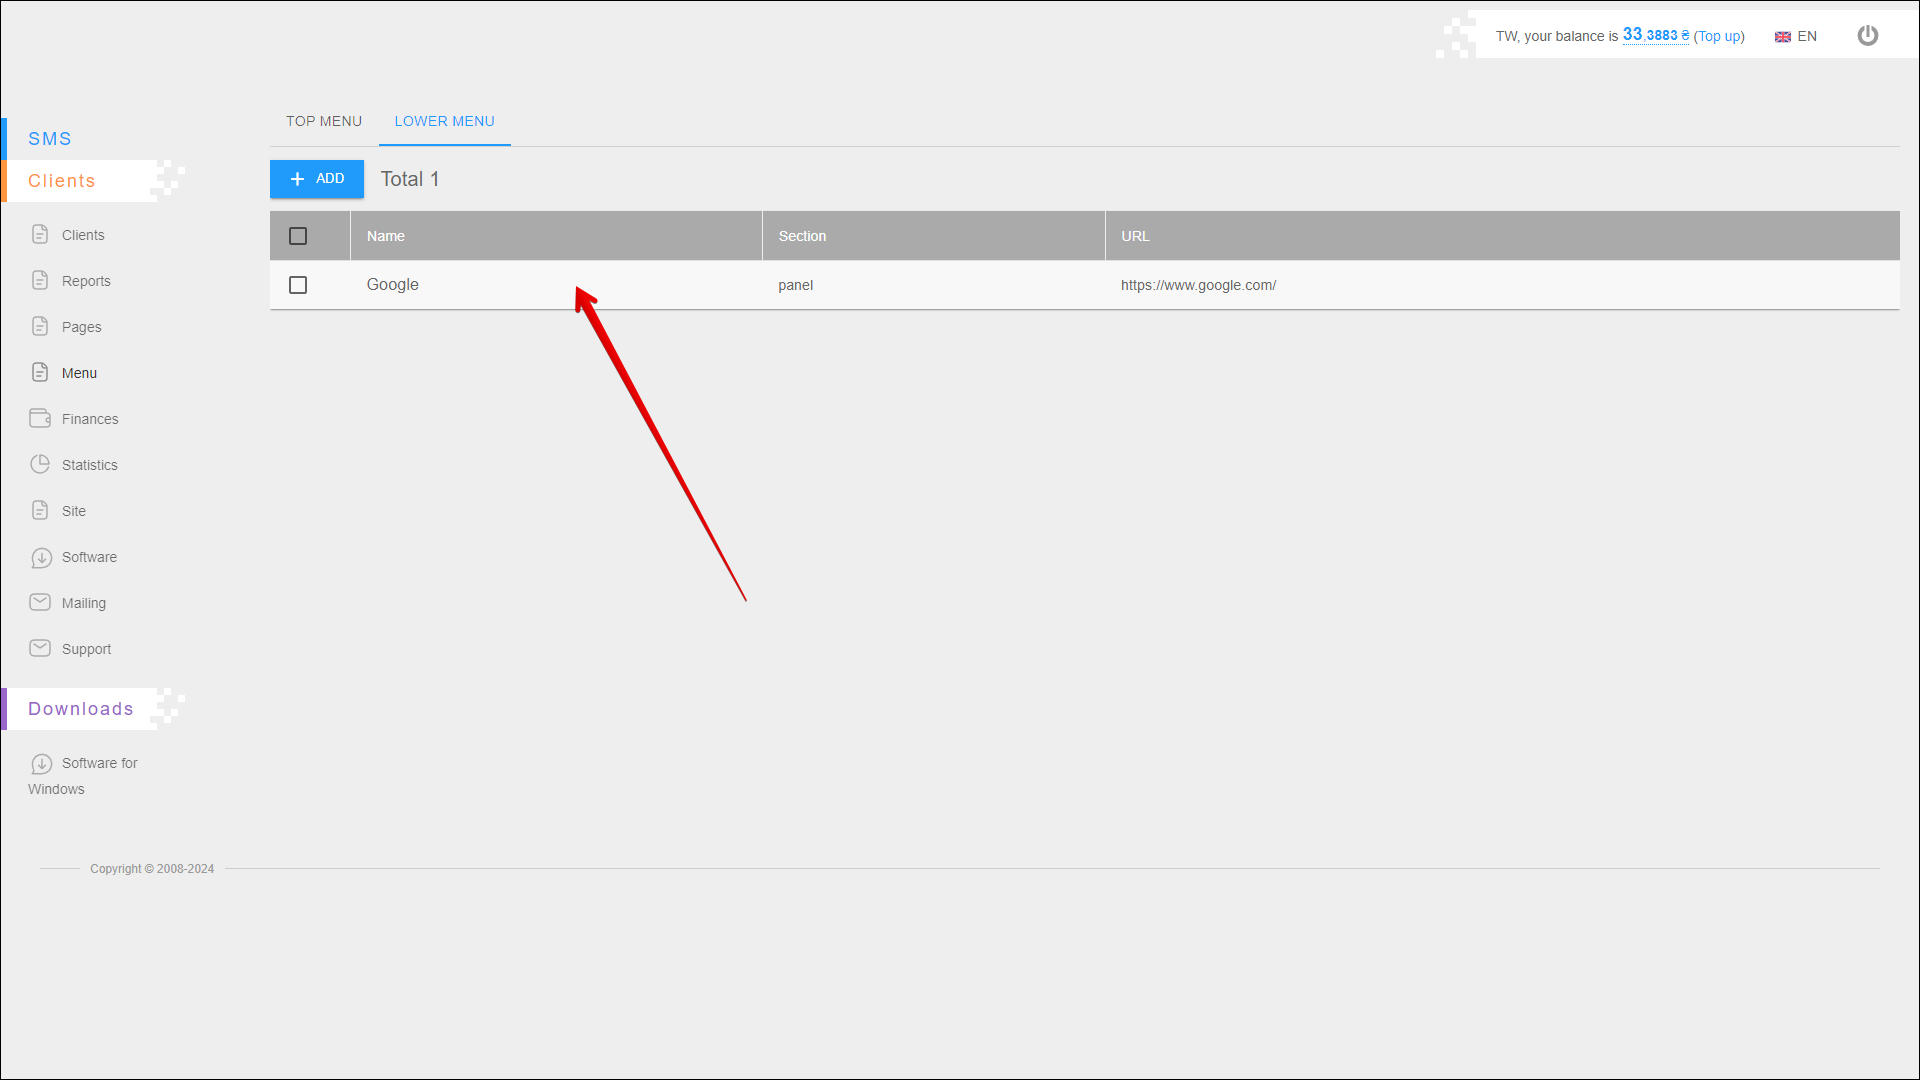 TW, your balance is 33.3883 ₴ (Top up)
EN
SMS
Clients
Clients
Reports
Pages
Menu
Finances
Statistics
Site
Software
Mailing
Support
Downloads
Software for
Windows
TOP MENU
LOWER MENU
+ ADD
Total 1
Name
Section
URL
Google
panel
https://www.google.com/
Copyright © 2008-2024